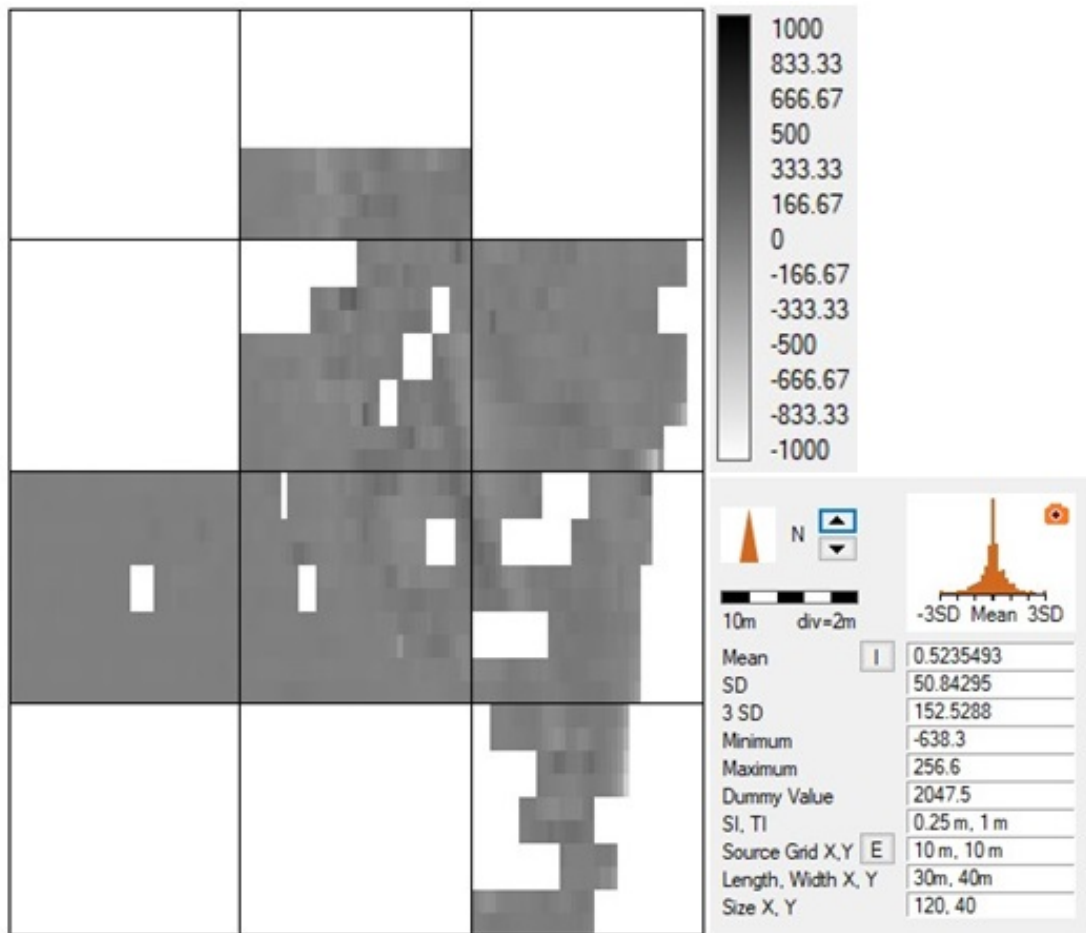 1000
833.33
666.67
500
333.33
166.67
0
-166.67
-333.33
-500
-666.67
-833.33
-1000
N
10m div=2m
-3SD Mean 3SD
Mean I 0.5235493
SD 50.84295
3 SD 152.5288
Minimum -638.3
Maximum 256.6
Dummy Value 2047.5
SI, TI 0.25 m, 1 m
Source Grid X,Y E 10 m, 10 m
Length, Width X, Y 30m, 40m
Size X, Y 120, 40